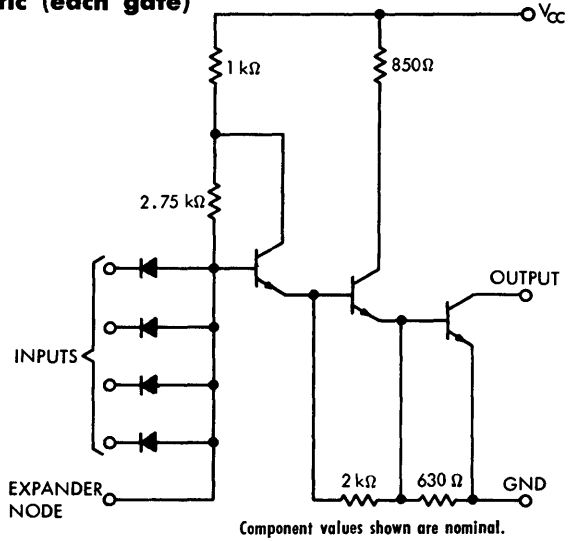 ric (each gate)
VCC
1 kΩ
850Ω
2.75 kΩ
OUTPUT
INPUTS
2 kΩ
630 Ω
GND
EXPANDER
NODE
Component values shown are nominal.